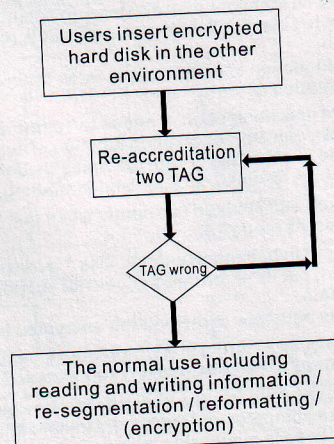 Users insert encrypted
hard disk in the other
environment
Re-accreditation
two TAG
TAG wrong
The normal use including
reading and writing information /
re-segmentation / reformatting /
(encryption)